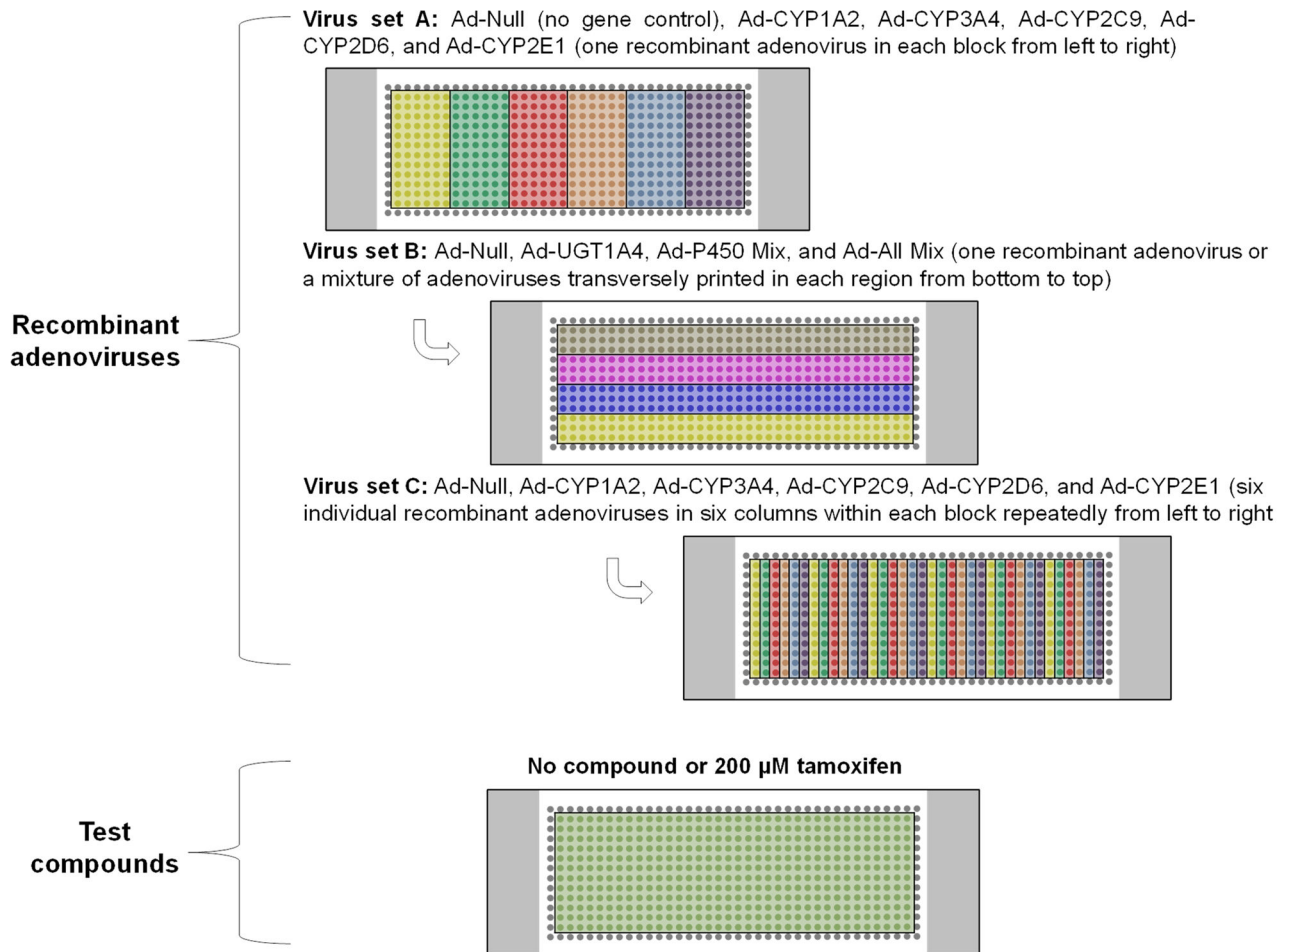 Virus set A: Ad-Null (no gene control), Ad-CYP1A2, Ad-CYP3A4, Ad-CYP2C9, Ad-
CYP2D6, and Ad-CYP2E1 (one recombinant adenovirus in each block from left to right)
Virus set B: Ad-Null, Ad-UGT1A4, Ad-P450 Mix, and Ad-All Mix (one recombinant adenovirus or
a mixture of adenoviruses transversely printed in each region from bottom to top)
Recombinant
adenoviruses
Virus set C: Ad-Null, Ad-CYP1A2, Ad-CYP3A4, Ad-CYP2C9, Ad-CYP2D6, and Ad-CYP2E1 (six
individual recombinant adenoviruses in six columns within each block repeatedly from left to right
No compound or 200 µM tamoxifen
Test
compounds